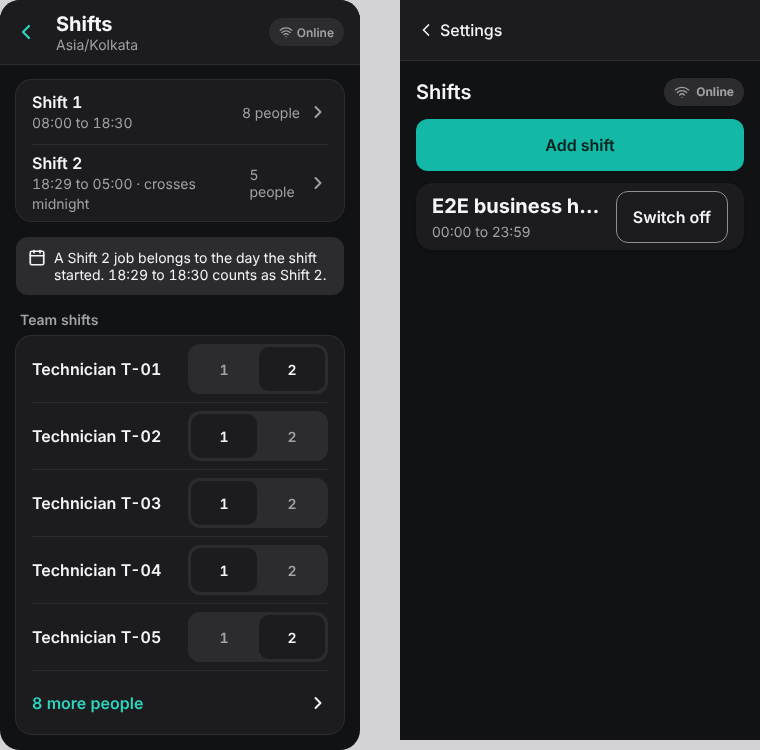 Shifts
Asia/Kolkata
Online
Shift 1
08:00 to 18:30
8 people
Shift 2
18:29 to 05:00 · crosses
midnight
5
people
A Shift 2 job belongs to the day the shift
started. 18:29 to 18:30 counts as Shift 2.
Team shifts
Technician T-01
1
2
Technician T-02
1
2
Technician T-03
1
2
Technician T-04
1
2
Technician T-05
1
2
8 more people
Settings
Shifts
Online
Add shift
E2E business h...
00:00 to 23:59
Switch off